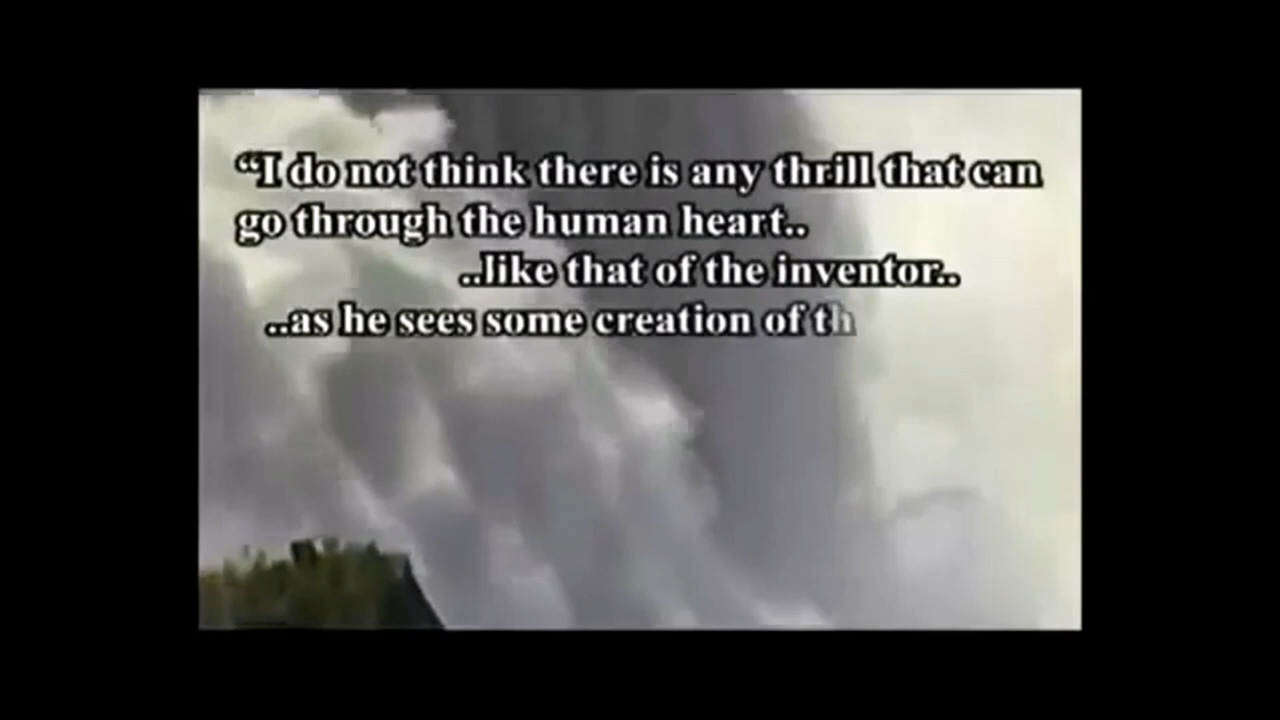 “I do not think there is any thrill that can
go through the human heart..
..like that of the inventor..
..as he sees some creation of th